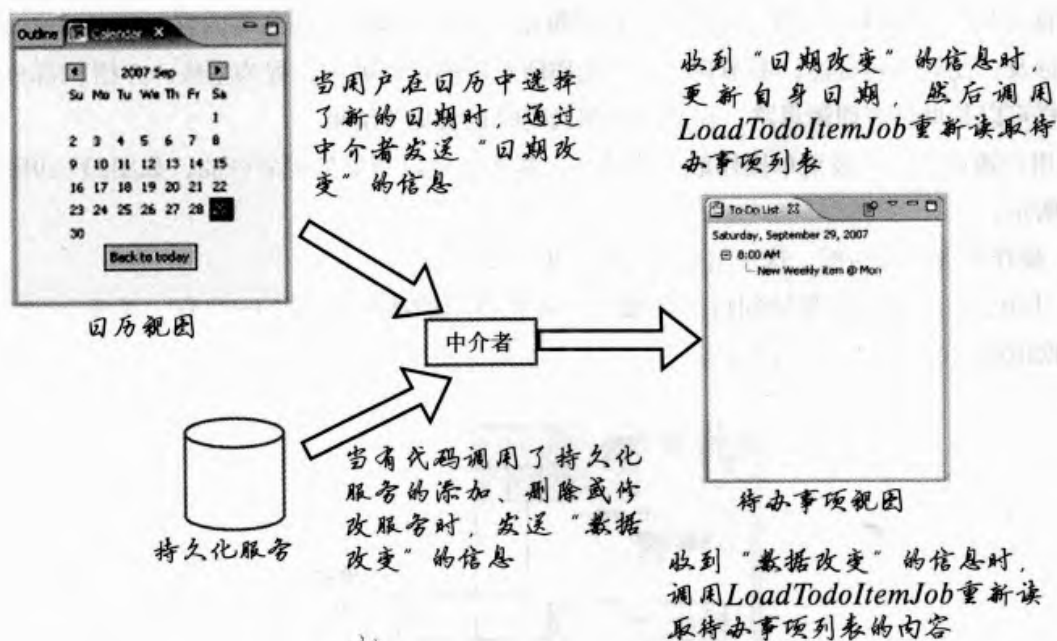 Outline Calendar
2007 Sep
Su Mo Tu We Th Fr Sa
1
2 3 4 5 6 7 8
9 10 11 12 13 14 15
16 17 18 19 20 21 22
23 24 25 26 27 28 29
30
Back to today
日历视图
当用户在日历中选择
了新的日期时，通过
中介者发送“日期改
变”的信息
收到“日期改变”的信息时
更新自身日期，然后调用
LoadTodoItemJob重新读取待
办事项列表
To-Do List
Saturday, September 29, 2007
8:00 AM
New Weekly item @ Mon
待办事项视图
中介者
持久化服务
当有代码调用了持久化
服务的添加、删除或修
改服务时，发送“数据
改变”的信息
收到“数据改变”的信息时，
调用LoadTodoItemJob重新读
取待办事项列表的内容